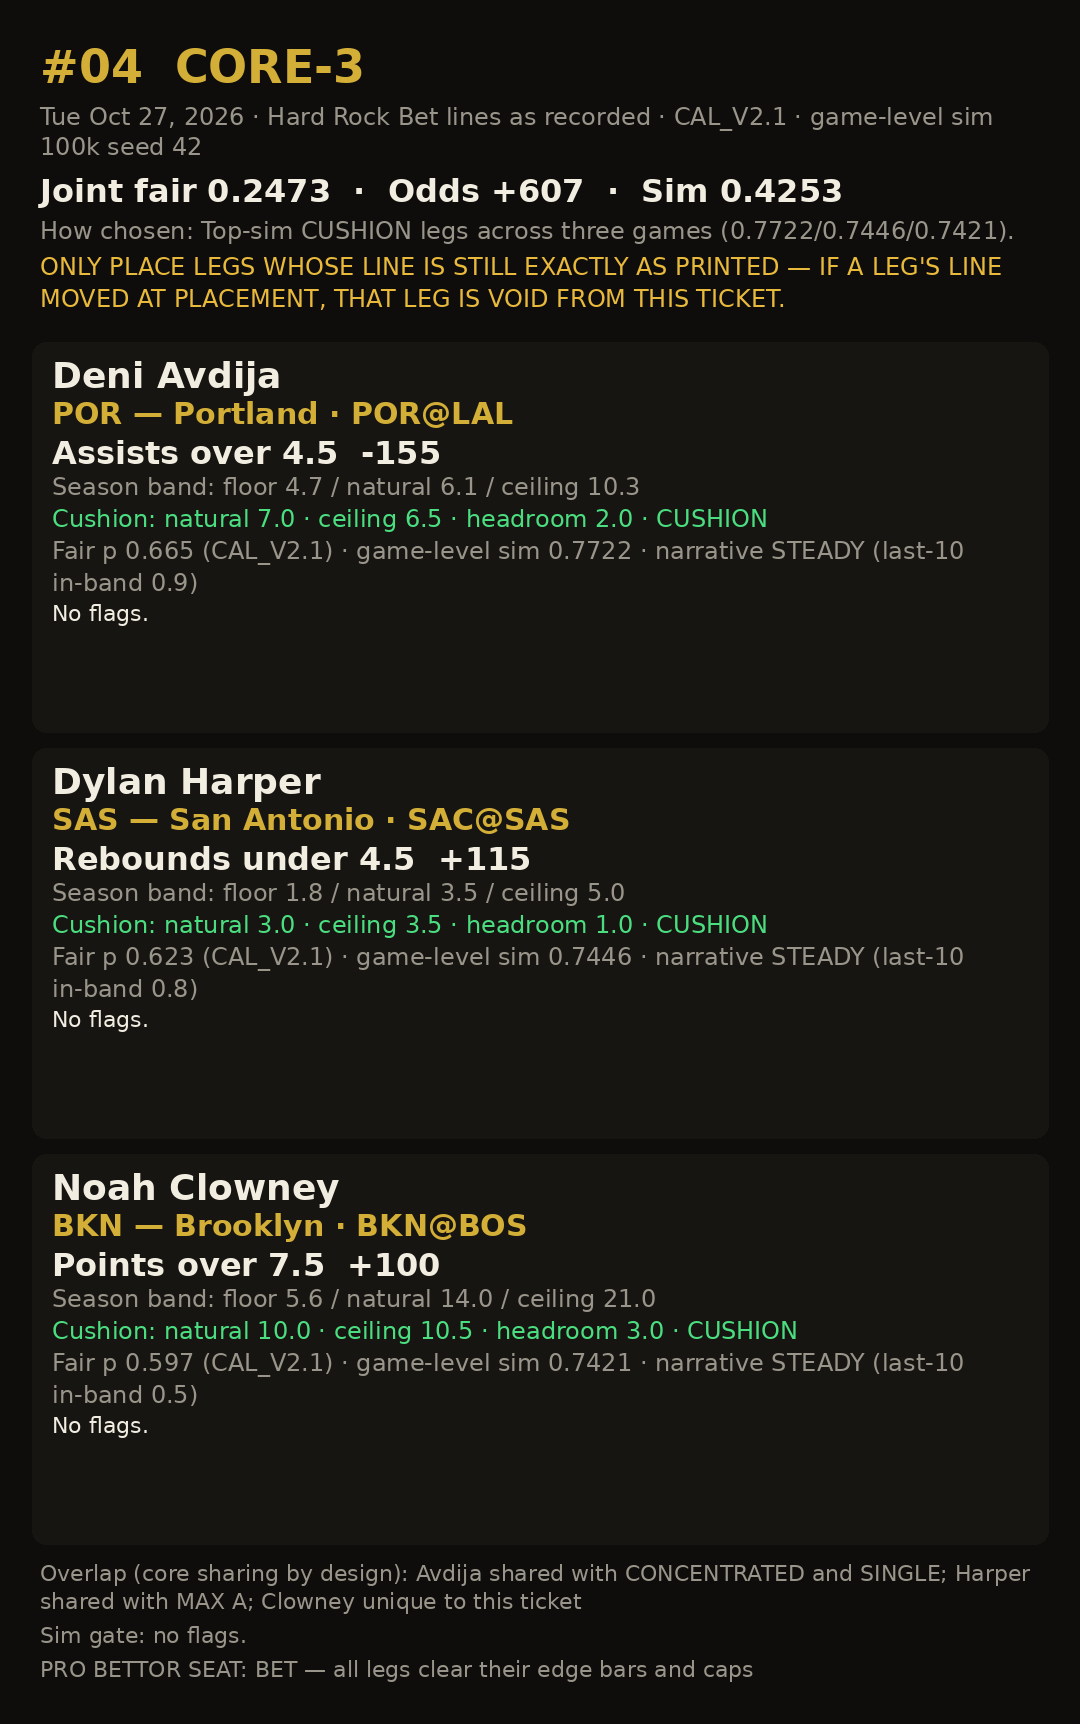 #04 CORE-3
Tue Oct 27, 2026 · Hard Rock Bet lines as recorded · CAL_V2.1 · game-level sim
100k seed 42
Joint fair 0.2473 · Odds +607 · Sim 0.4253
How chosen: Top-sim CUSHION legs across three games (0.7722/0.7446/0.7421).
ONLY PLACE LEGS WHOSE LINE IS STILL EXACTLY AS PRINTED — IF A LEG'S LINE
MOVED AT PLACEMENT, THAT LEG IS VOID FROM THIS TICKET.
Deni Avdija
POR — Portland · POR@LAL
Assists over 4.5 -155
Season band: floor 4.7 / natural 6.1 / ceiling 10.3
Cushion: natural 7.0 · ceiling 6.5 · headroom 2.0 · CUSHION
Fair p 0.665 (CAL_V2.1) · game-level sim 0.7722 · narrative STEADY (last-10
in-band 0.9)
No flags.
Dylan Harper
SAS — San Antonio · SAC@SAS
Rebounds under 4.5 +115
Season band: floor 1.8 / natural 3.5 / ceiling 5.0
Cushion: natural 3.0 · ceiling 3.5 · headroom 1.0 · CUSHION
Fair p 0.623 (CAL_V2.1) · game-level sim 0.7446 · narrative STEADY (last-10
in-band 0.8)
No flags.
Noah Clowney
BKN — Brooklyn · BKN@BOS
Points over 7.5 +100
Season band: floor 5.6 / natural 14.0 / ceiling 21.0
Cushion: natural 10.0 · ceiling 10.5 · headroom 3.0 · CUSHION
Fair p 0.597 (CAL_V2.1) · game-level sim 0.7421 · narrative STEADY (last-10
in-band 0.5)
No flags.
Overlap (core sharing by design): Avdija shared with CONCENTRATED and SINGLE; Harper
shared with MAX A; Clowney unique to this ticket
Sim gate: no flags.
PRO BETTOR SEAT: BET — all legs clear their edge bars and caps